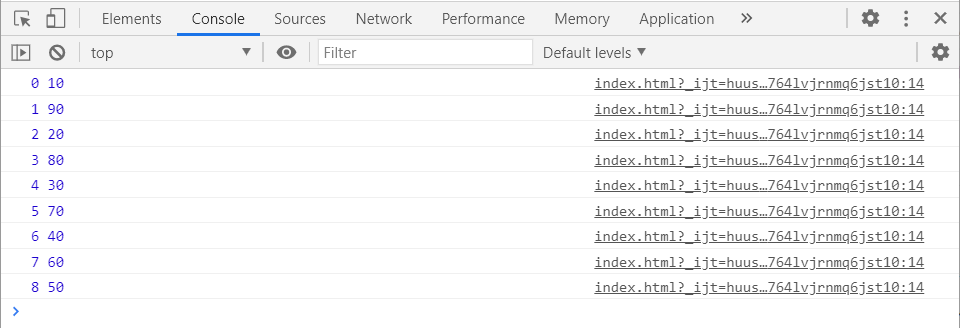 Elements Console Sources Network Performance Memory Application »
top Filter Default levels
0 10 index.html?_ijt=huus…764lvjrnmq6jst10:14
1 90 index.html?_ijt=huus…764lvjrnmq6jst10:14
2 20 index.html?_ijt=huus…764lvjrnmq6jst10:14
3 80 index.html?_ijt=huus…764lvjrnmq6jst10:14
4 30 index.html?_ijt=huus…764lvjrnmq6jst10:14
5 70 index.html?_ijt=huus…764lvjrnmq6jst10:14
6 40 index.html?_ijt=huus…764lvjrnmq6jst10:14
7 60 index.html?_ijt=huus…764lvjrnmq6jst10:14
8 50 index.html?_ijt=huus…764lvjrnmq6jst10:14